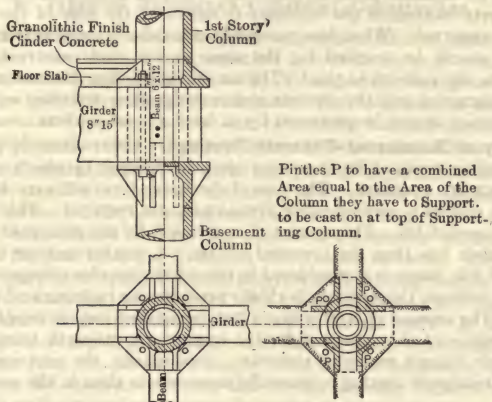 Granolithic Finish
Cinder Concrete
Floor Slab
Girder
8"15"
1st Story
Column
Beam 6 x 12
Pintles P to have a combined
Area equal to the Area of the
Column they have to Support.
to be cast on at top of Support-
ing Column.
Basement
Column
Girder
Beam
P
P
P
P